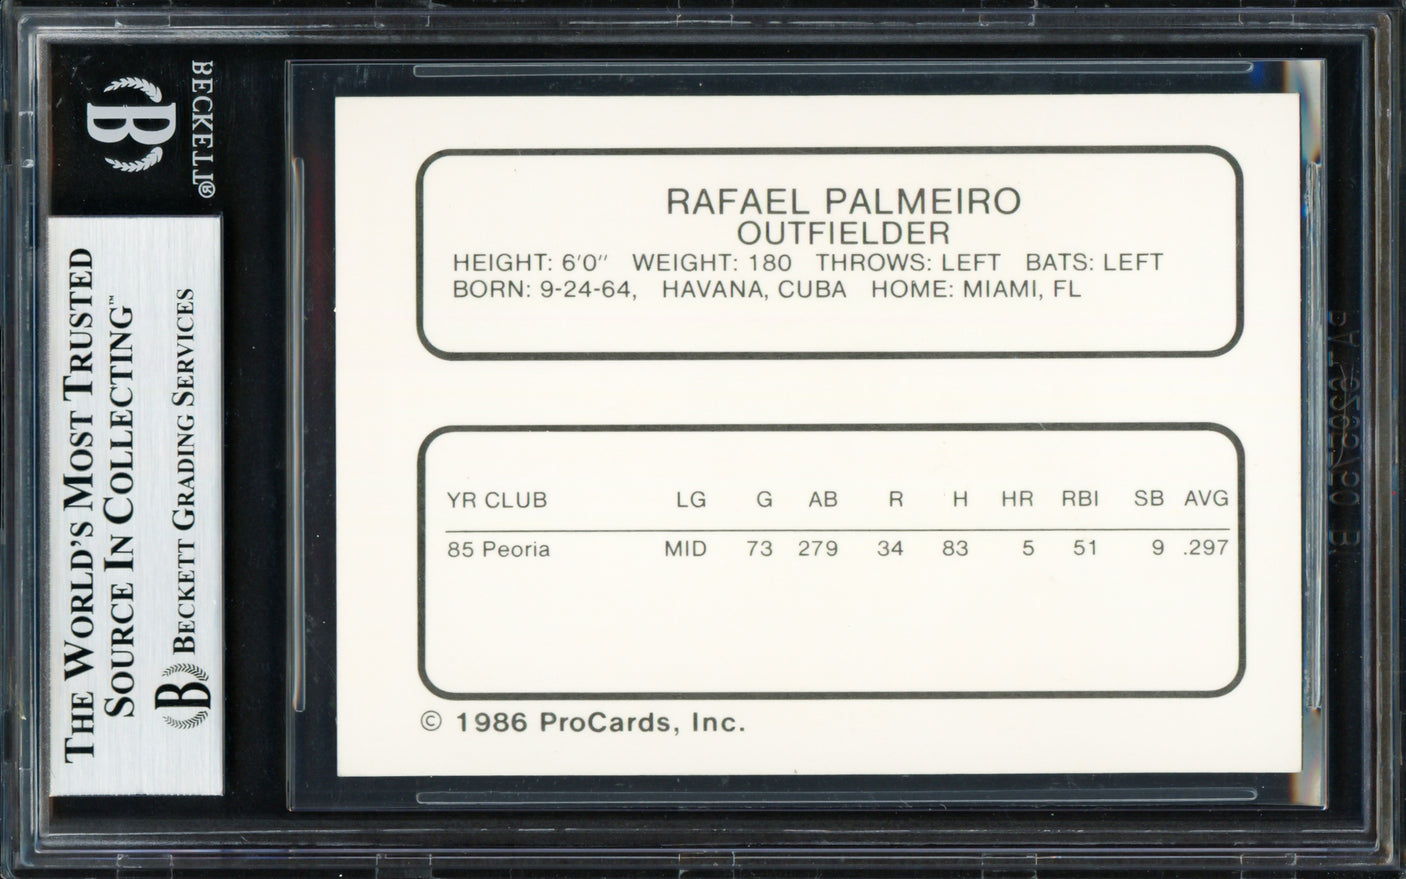 BECKETT®
THE WORLD'S MOST TRUSTED
SOURCE IN COLLECTING™
B BECKETT GRADING SERVICES
RAFAEL PALMEIRO
OUTFIELDER
HEIGHT: 6'0" WEIGHT: 180 THROWS: LEFT BATS: LEFT
BORN: 9-24-64, HAVANA, CUBA HOME: MIAMI, FL
YR CLUB LG G AB R H HR RBI SB AVG
85 Peoria MID 73 279 34 83 5 51 9 .297
© 1986 ProCards, Inc.